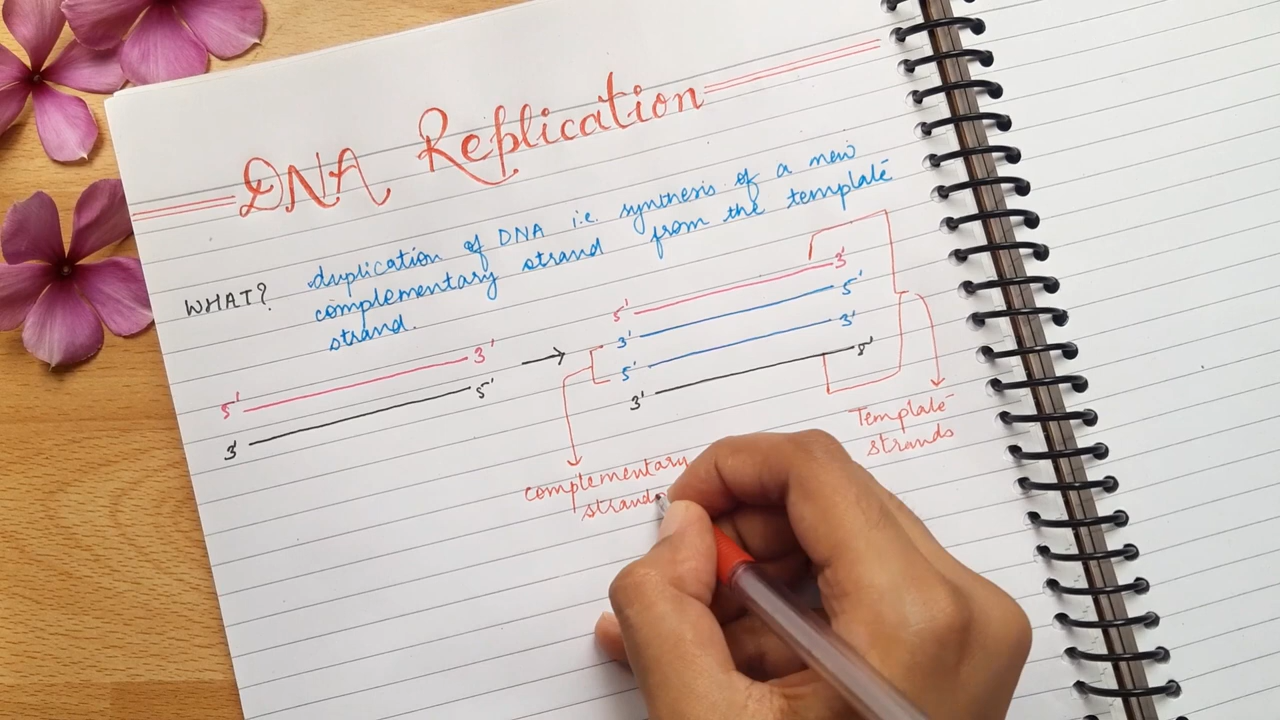 DNA Replication
WHAT? duplication of DNA i.e. synthesis of a new
complementary strand from the template
strand.
5' 3'
3' 5'
5' 3'
3' 5'
5' 3'
3' 5'
Template
strands
complementary
strands